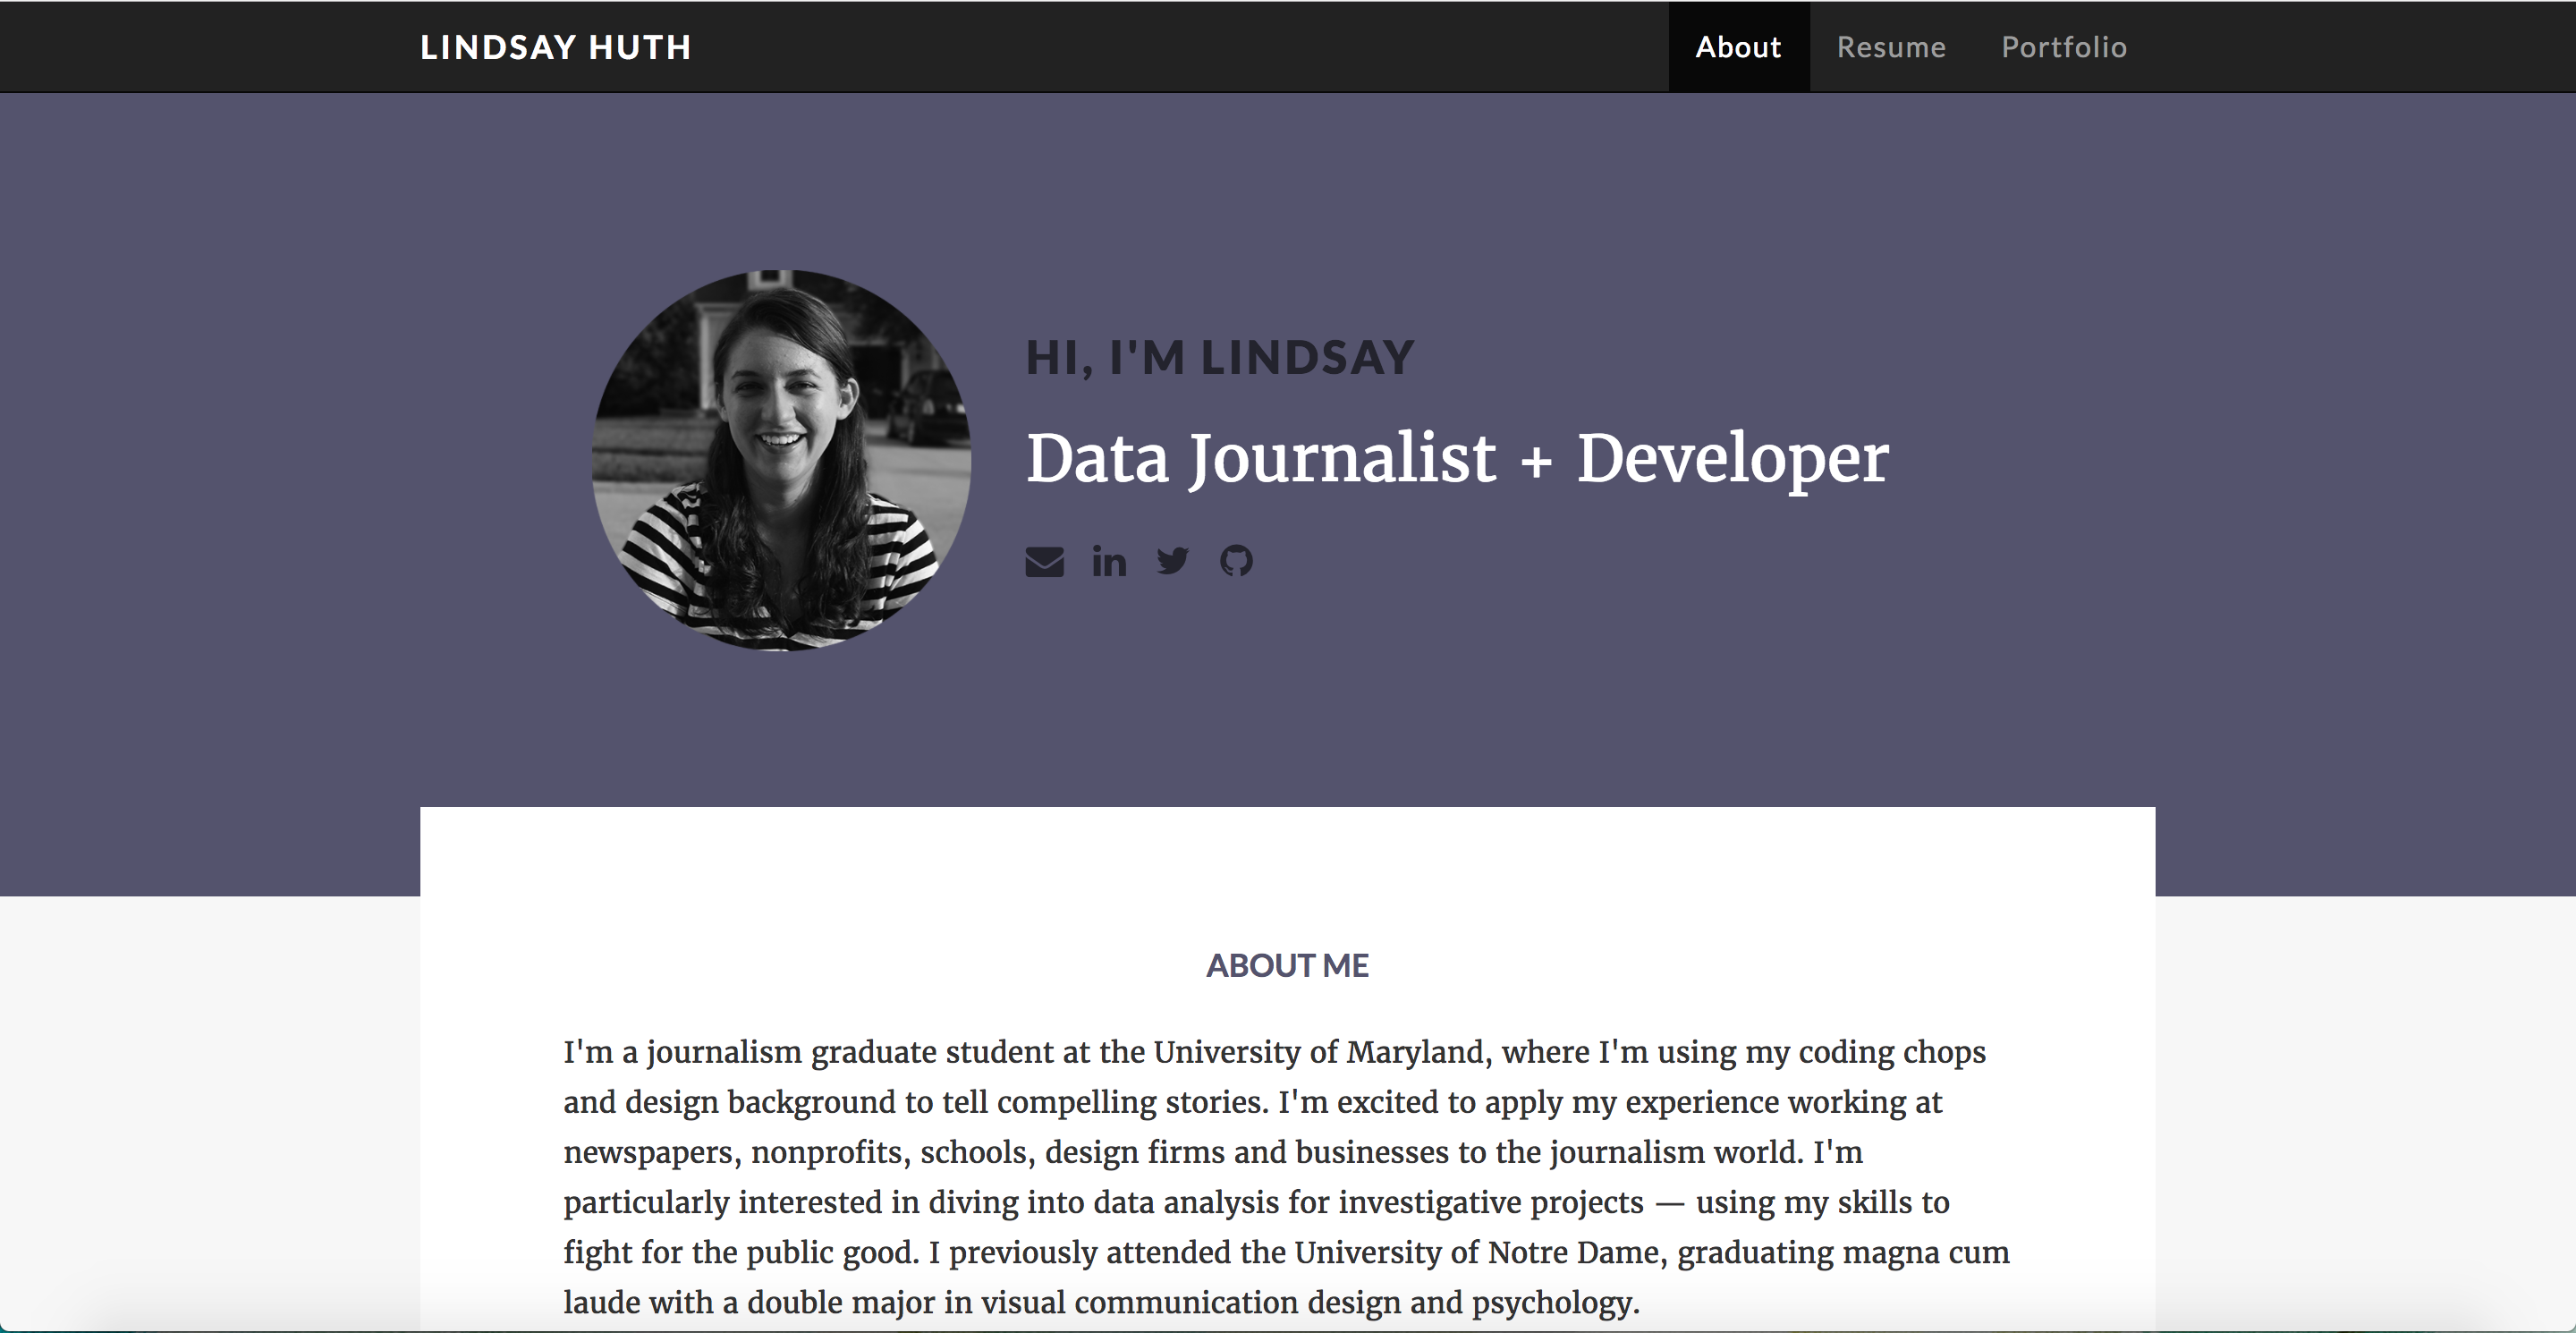 LINDSAY HUTH
About Resume Portfolio
HI, I'M LINDSAY
Data Journalist + Developer
in
ABOUT ME
I'm a journalism graduate student at the University of Maryland, where I'm using my coding chops
and design background to tell compelling stories. I'm excited to apply my experience working at
newspapers, nonprofits, schools, design firms and businesses to the journalism world. I'm
particularly interested in diving into data analysis for investigative projects — using my skills to
fight for the public good. I previously attended the University of Notre Dame, graduating magna cum
laude with a double major in visual communication design and psychology.